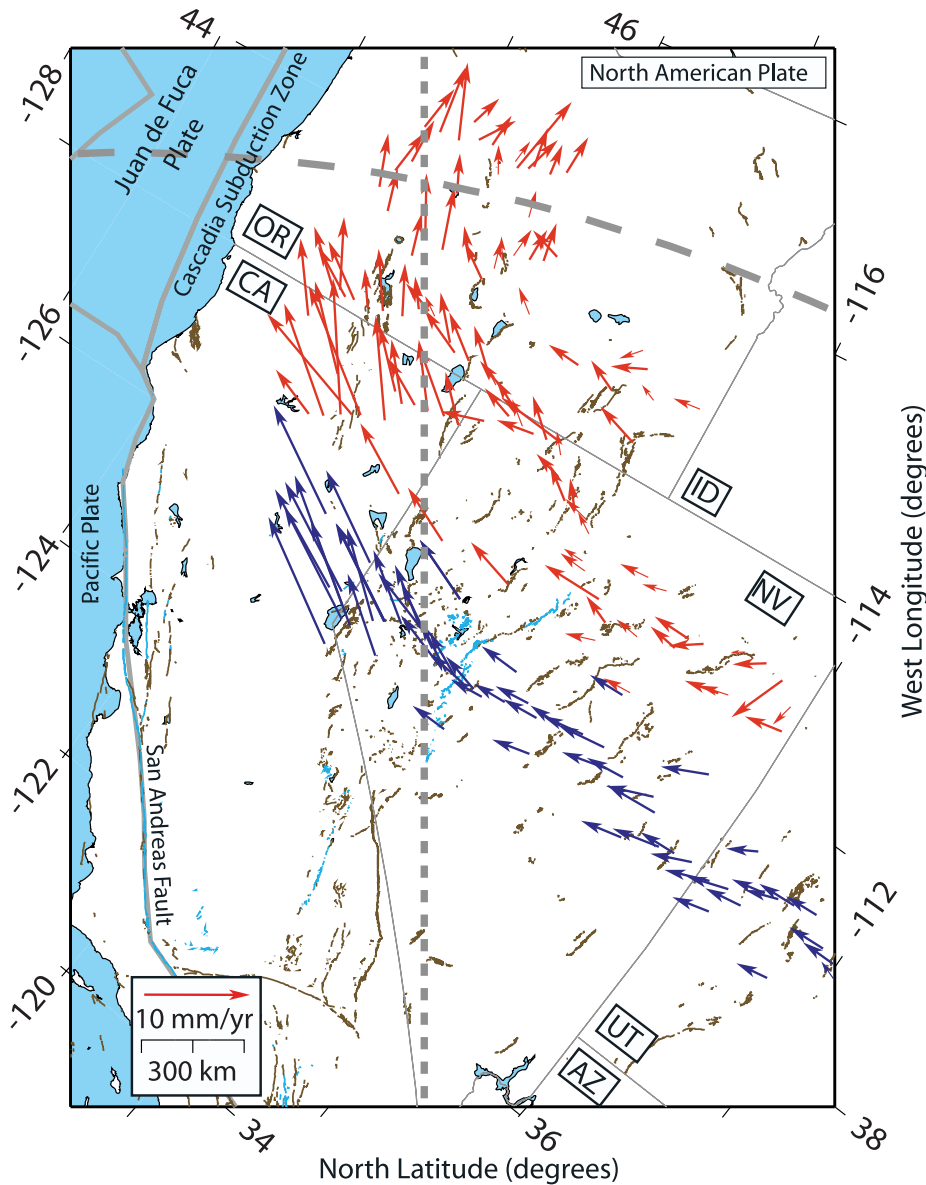 44
46
-128
North American Plate
Juan de Fuca
Plate
Cascadia Subduction Zone
OR
CA
-126
-116
ID
-124
Pacific Plate
NV
-114
West Longitude (degrees)
-122
San Andreas Fault
-112
-120
10 mm/yr
300 km
UT
AZ
34
36
38
North Latitude (degrees)